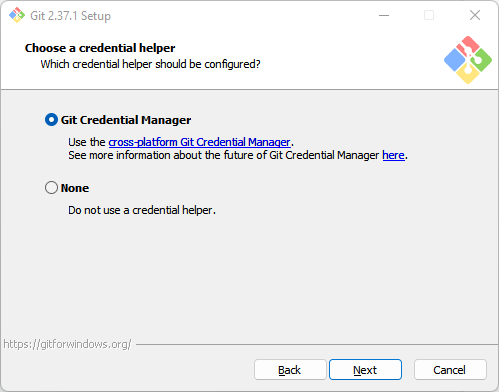 Git 2.37.1 Setup
Choose a credential helper
Which credential helper should be configured?
Git Credential Manager
Use the cross-platform Git Credential Manager.
See more information about the future of Git Credential Manager here.
None
Do not use a credential helper.
https://gitforwindows.org/
Back Next Cancel